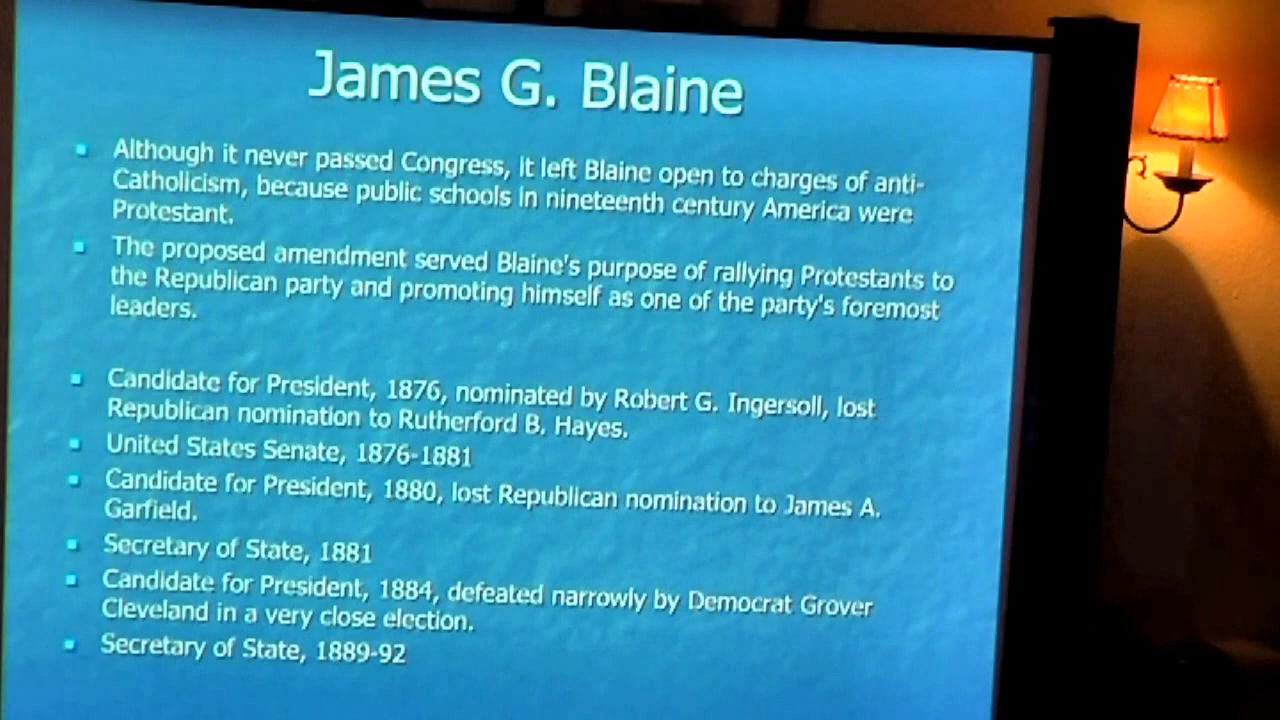 James G. Blaine
Although it never passed Congress, it left Blaine open to charges of anti-
Catholicism, because public schools in nineteenth century America were
Protestant.
The proposed amendment served Blaine's purpose of rallying Protestants to
the Republican party and promoting himself as one of the party's foremost
leaders.
Candidate for President, 1876, nominated by Robert G. Ingersoll, lost
Republican nomination to Rutherford B. Hayes.
United States Senate, 1876-1881
Candidate for President, 1880, lost Republican nomination to James A.
Garfield.
Secretary of State, 1881
Candidate for President, 1884, defeated narrowly by Democrat Grover
Cleveland in a very close election.
Secretary of State, 1889-92